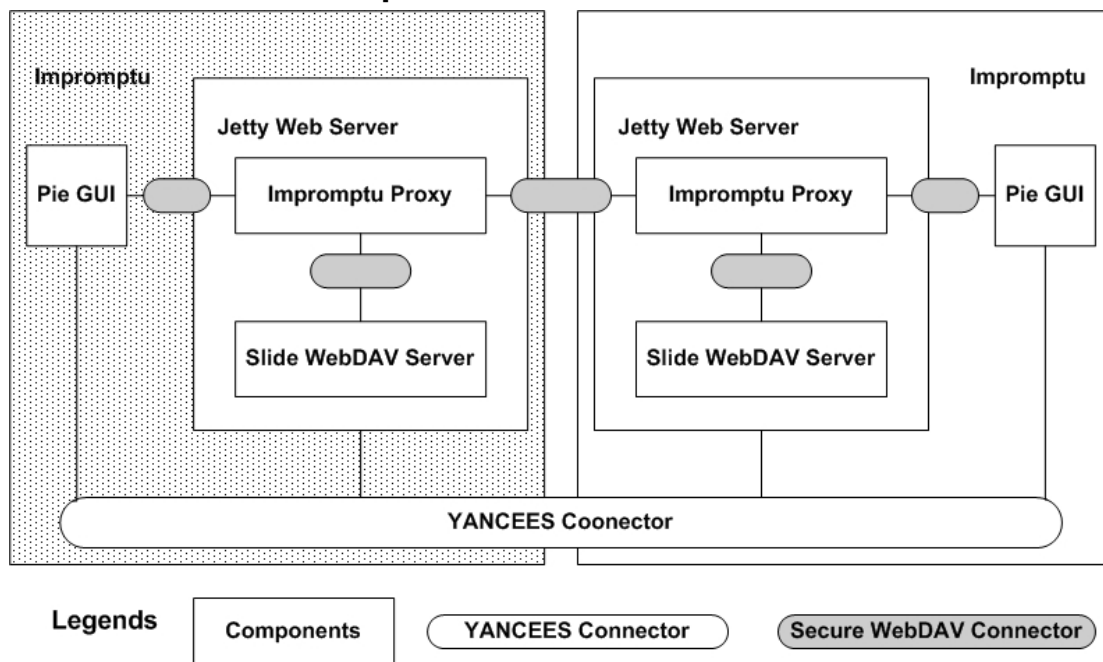 Impromptu
Impromptu
Jetty Web Server
Jetty Web Server
Pie GUI
Impromptu Proxy
Impromptu Proxy
Pie GUI
Slide WebDAV Server
Slide WebDAV Server
YANCEES Coonector
Legends
Components
YANCEES Connector
Secure WebDAV Connector